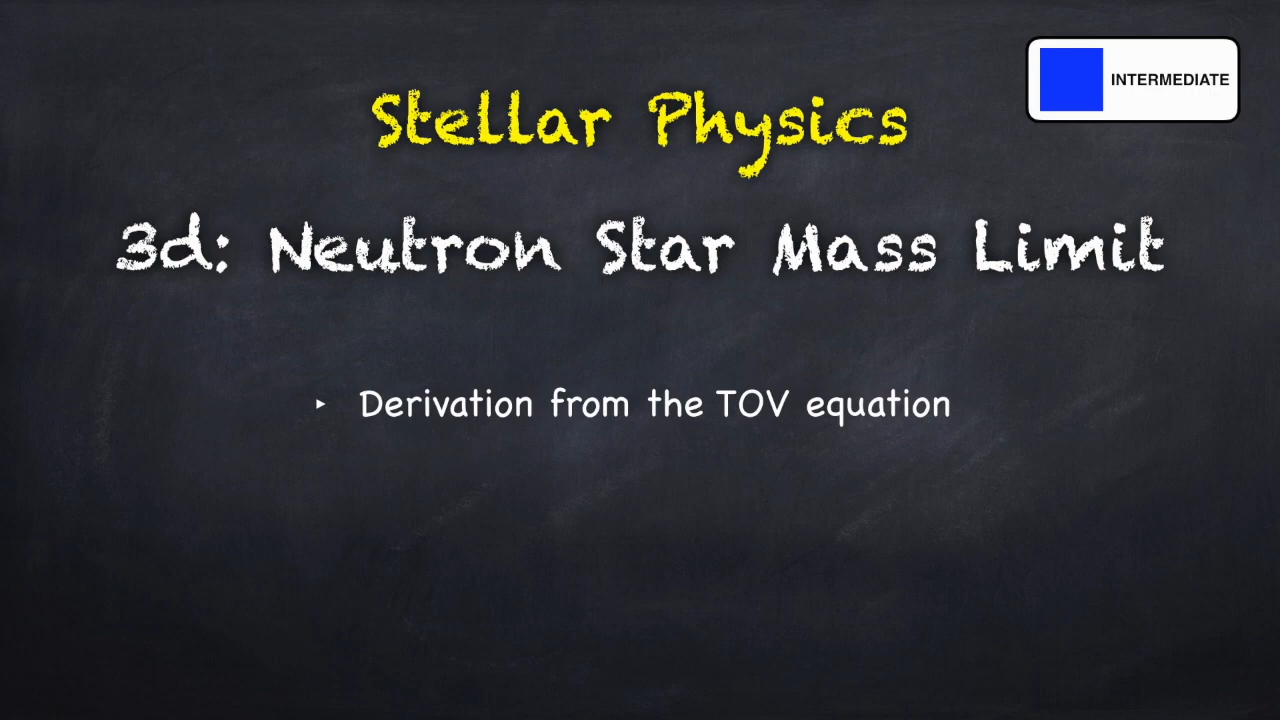 INTERMEDIATE
Stellar Physics
3d: Neutron Star Mass Limit
‣ Derivation from the TOV equation